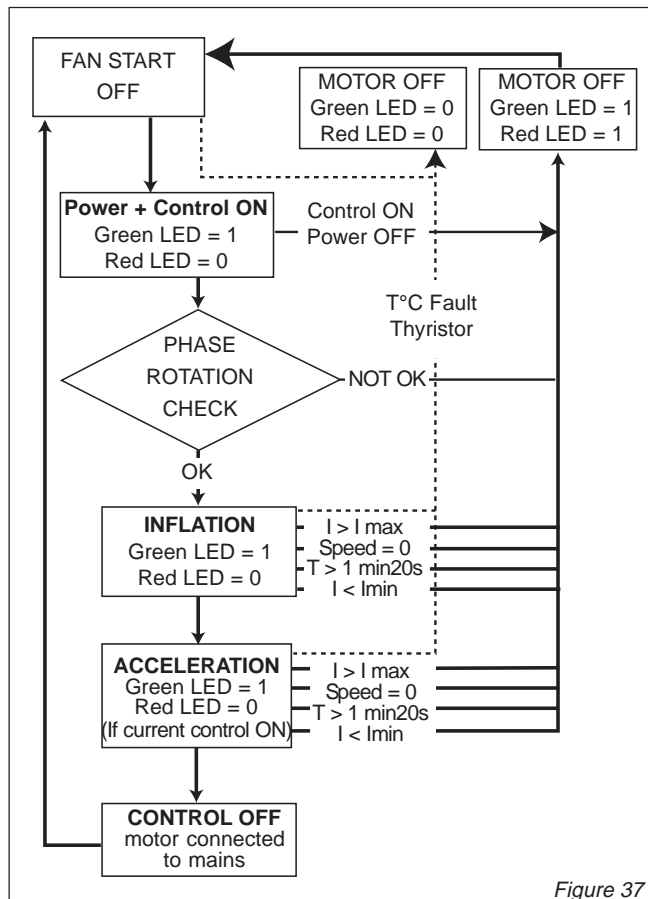 FAN START
OFF
MOTOR OFF
Green LED = 0
Red LED = 0
MOTOR OFF
Green LED = 1
Red LED = 1
Power + Control ON
Green LED = 1
Red LED = 0
Control ON
Power OFF
T°C Fault
Thyristor
PHASE
ROTATION
CHECK
NOT OK
OK
INFLATION
Green LED = 1
Red LED = 0
I > I max
Speed = 0
T > 1 min20s
I < Imin
ACCELERATION
Green LED = 1
Red LED = 0
(If current control ON)
I > I max
Speed = 0
T > 1 min20s
I < Imin
CONTROL OFF
motor connected
to mains
Figure 37